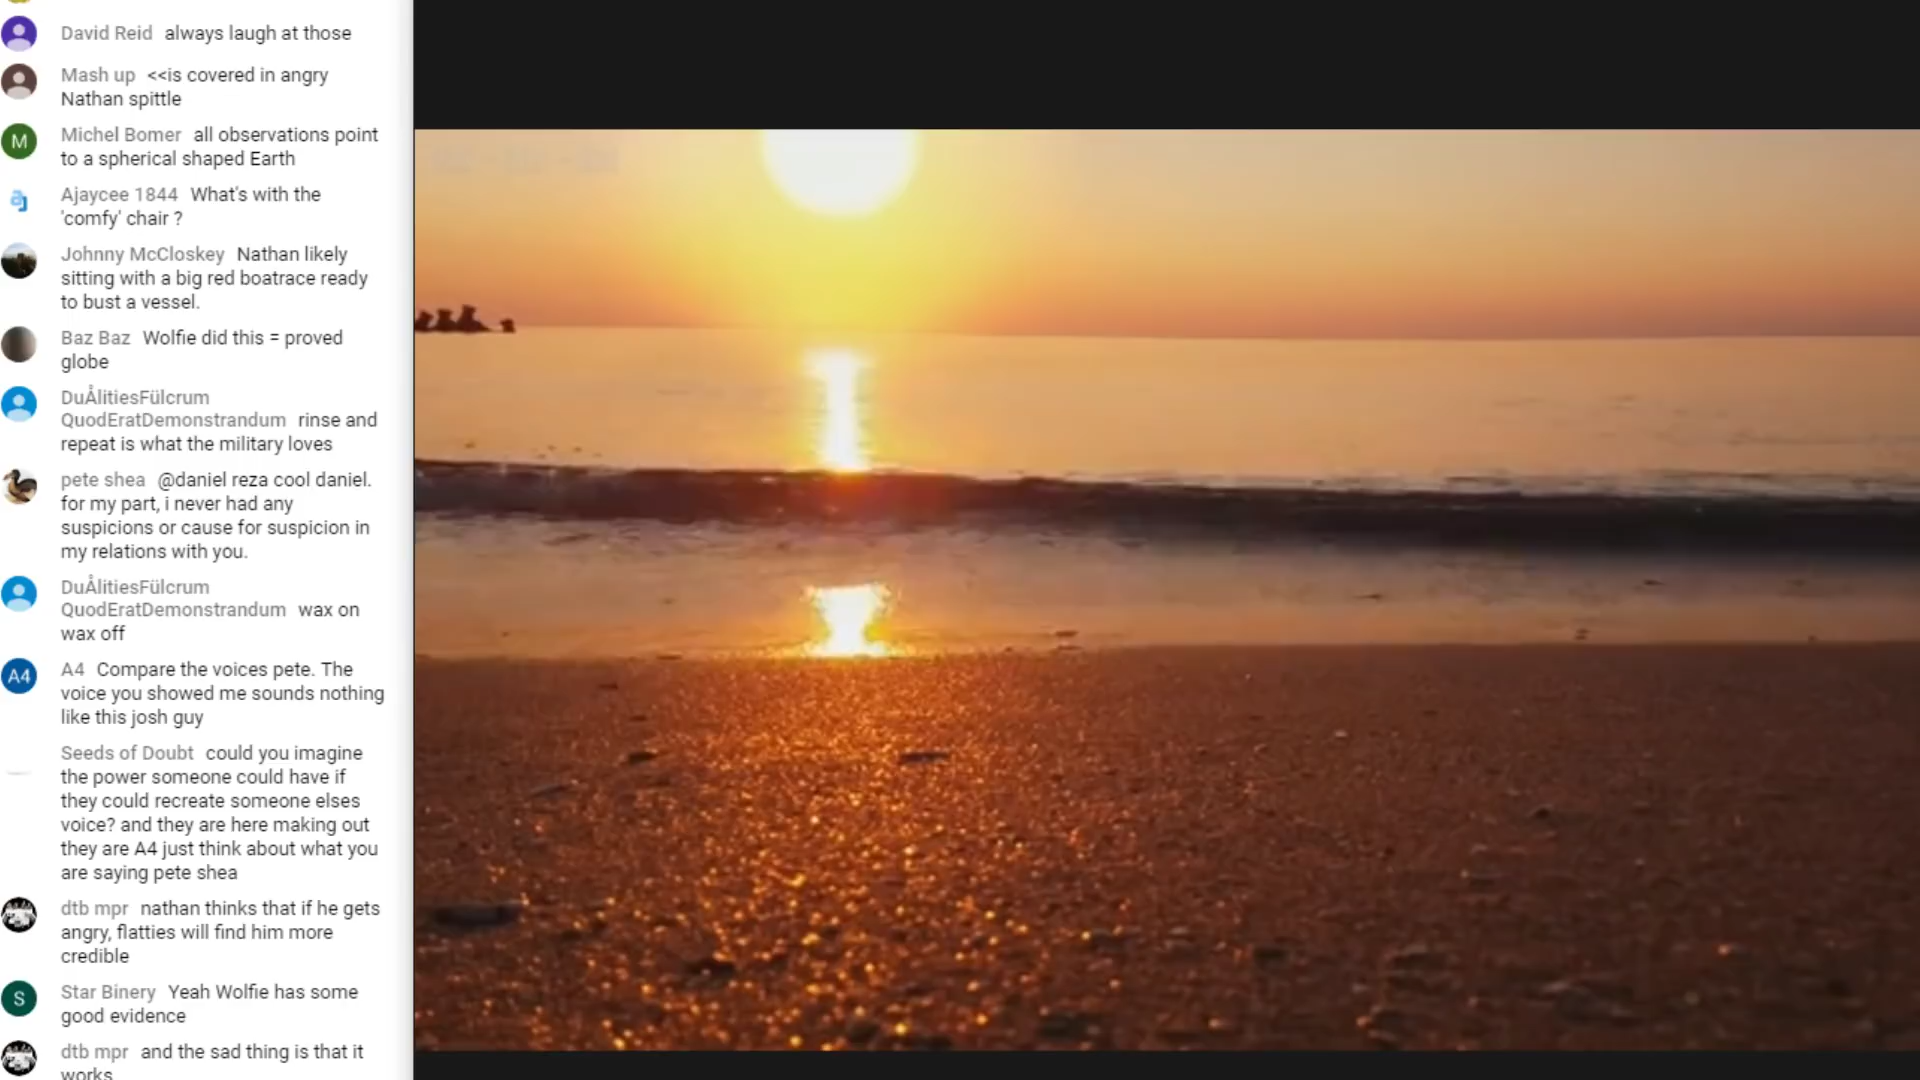 David Reid always laugh at those
Mash up <<is covered in angry
Nathan spittle
M
Michel Bomer all observations point
to a spherical shaped Earth
Ajaycee 1844 What's with the
'comfy' chair ?
Johnny McCloskey Nathan likely
sitting with a big red boatrace ready
to bust a vessel.
Baz Baz Wolfie did this = proved
globe
DuÅlitiesFülcrum
QuodEratDemonstrandum rinse and
repeat is what the military loves
pete shea @daniel reza cool daniel.
for my part, i never had any
suspicions or cause for suspicion in
my relations with you.
DuÅlitiesFülcrum
QuodEratDemonstrandum wax on
wax off
A4
A4 Compare the voices pete. The
voice you showed me sounds nothing
like this josh guy
Seeds of Doubt could you imagine
the power someone could have if
they could recreate someone elses
voice? and they are here making out
they are A4 just think about what you
are saying pete shea
dtb mpr nathan thinks that if he gets
angry, flatties will find him more
credible
S
Star Binery Yeah Wolfie has some
good evidence
dtb mpr and the sad thing is that it
works